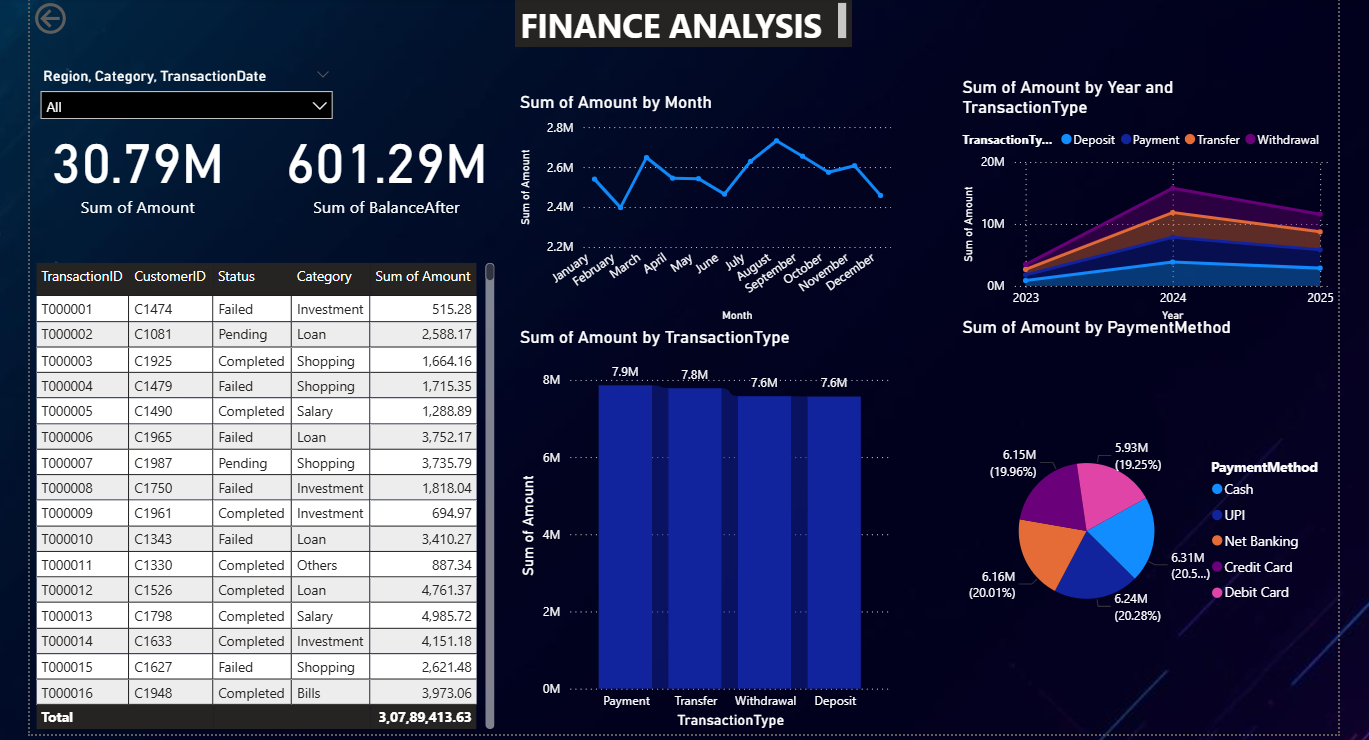 FINANCE ANALYSIS
Region, Category, TransactionDate
All
30.79M
Sum of Amount
601.29M
Sum of BalanceAfter
TransactionID CustomerID Status Category Sum of Amount
T000001 C1474 Failed Investment 515.28
T000002 C1081 Pending Loan 2,588.17
T000003 C1925 Completed Shopping 1,664.16
T000004 C1479 Failed Shopping 1,715.35
T000005 C1490 Completed Salary 1,288.89
T000006 C1965 Failed Loan 3,752.17
T000007 C1987 Pending Shopping 3,735.79
T000008 C1750 Failed Investment 1,818.04
T000009 C1961 Completed Investment 694.97
T000010 C1343 Failed Loan 3,410.27
T000011 C1330 Completed Others 887.34
T000012 C1526 Completed Loan 4,761.37
T000013 C1798 Completed Salary 4,985.72
T000014 C1633 Completed Investment 4,151.18
T000015 C1627 Failed Shopping 2,621.48
T000016 C1948 Completed Bills 3,973.06
Total 3,07,89,413.63
Sum of Amount by Month
Sum of Amount
2.8M
2.6M
2.4M
2.2M
January
February
March
April
May
June
July
August
September
October
November
December
Month
Sum of Amount by TransactionType
Sum of Amount
8M
6M
4M
2M
0M
7.9M
7.8M
7.6M
7.6M
Payment Transfer Withdrawal Deposit
TransactionType
Sum of Amount by Year and
TransactionType
TransactionTy... Deposit Payment Transfer Withdrawal
Sum of Amount
20M
10M
0M
2023 2024 2025
Year
Sum of Amount by PaymentMethod
5.93M
(19.25%)
6.31M
(20.5...)
6.24M
(20.28%)
6.16M
(20.01%)
6.15M
(19.96%)
PaymentMethod
Cash
UPI
Net Banking
Credit Card
Debit Card